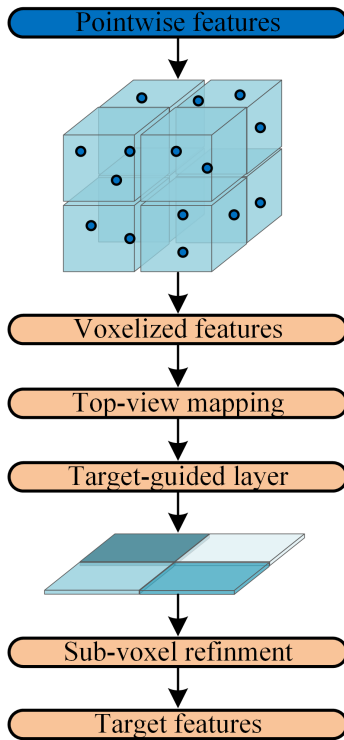 Pointwise features
Voxelized features
Top-view mapping
Target-guided layer
Sub-voxel refinment
Target features